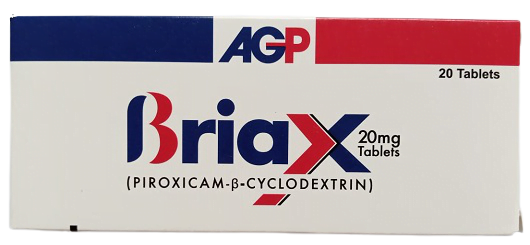 AGP
20 Tablets
Briax
20mg
Tablets
(PIROXICAM-β-CYCLODEXTRIN)